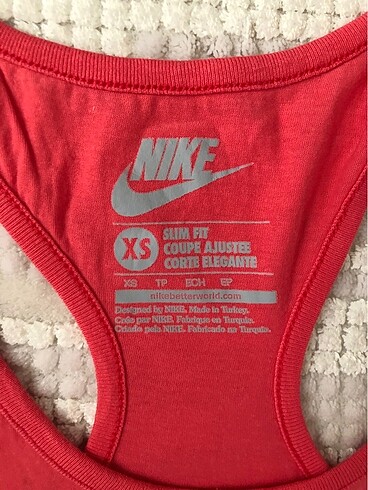 NIKE
XS
SLIM FIT
COUPE AJUSTÉE
CORTE ELEGANTE
XS TP ECH EP
nikebetterworld.com
Designed by NIKE. Made in Turkey.
Crée par NIKE. Fabriqué en Turquie.
Criado pela NIKE. Fabricado na Turquia.